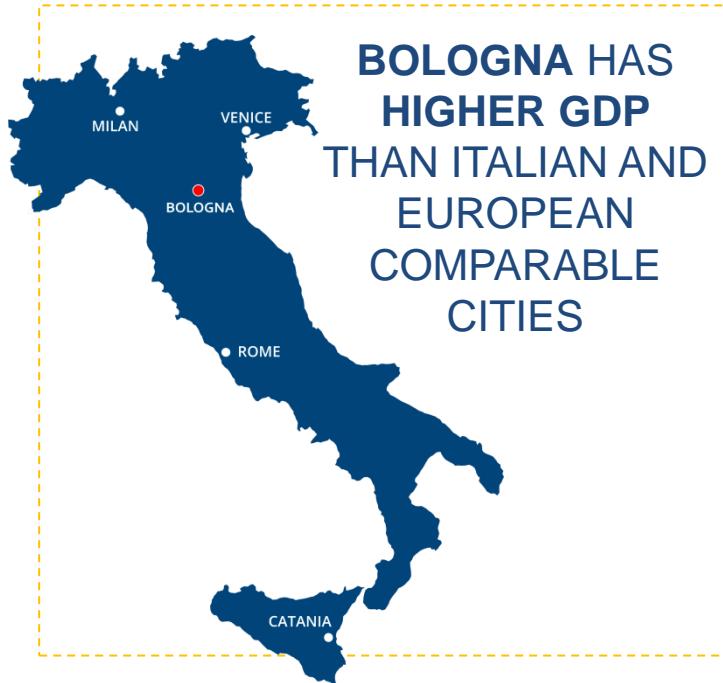 BOLOGNA HAS
HIGHER GDP
THAN ITALIAN AND
EUROPEAN
COMPARABLE
CITIES
MILAN
VENICE
BOLOGNA
ROME
CATANIA